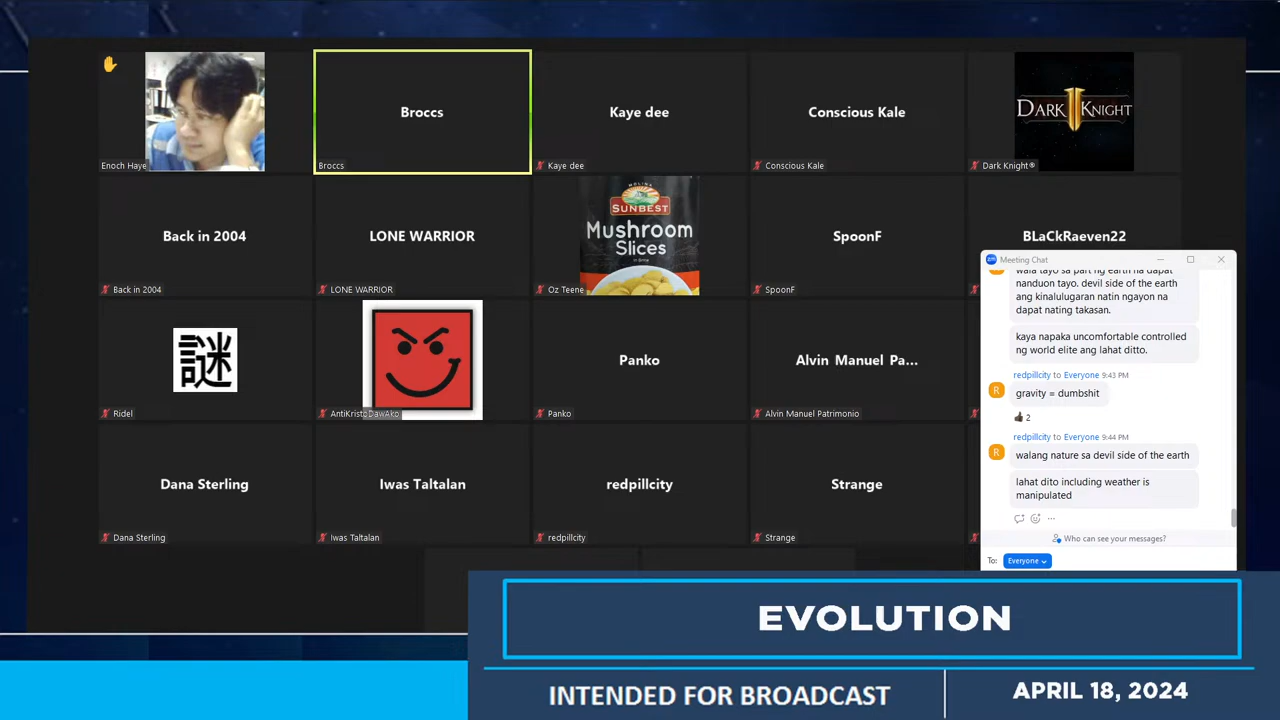 Enoch Haye
Broccs
Broccs
Kaye dee
Kaye dee
Conscious Kale
Conscious Kale
DARK KNIGHT
Dark Knight®
Back in 2004
Back in 2004
LONE WARRIOR
LONE WARRIOR
MOLINA
SUNBEST
Mushroom
Slices
in Brine
Oz Teene
SpoonF
SpoonF
BLaCkRaeven22
謎
Ridel
AntiKristoDawAko
Panko
Panko
Alvin Manuel Pa...
Alvin Manuel Patrimonio
Dana Sterling
Dana Sterling
Iwas Taltalan
Iwas Taltalan
redpillcity
redpillcity
Strange
Strange
Meeting Chat
wala tayo sa part ng earth na dapat
nanduon tayo. devil side of the earth
ang kinalulugaran natin ngayon na
dapat nating takasan.
kaya napaka uncomfortable controlled
ng world elite ang lahat ditto.
redpillcity to Everyone 9:43 PM
R
gravity = dumbshit
2
redpillcity to Everyone 9:44 PM
R
walang nature sa devil side of the earth
lahat dito including weather is
manipulated
Who can see your messages?
To: Everyone
EVOLUTION
INTENDED FOR BROADCAST
APRIL 18, 2024